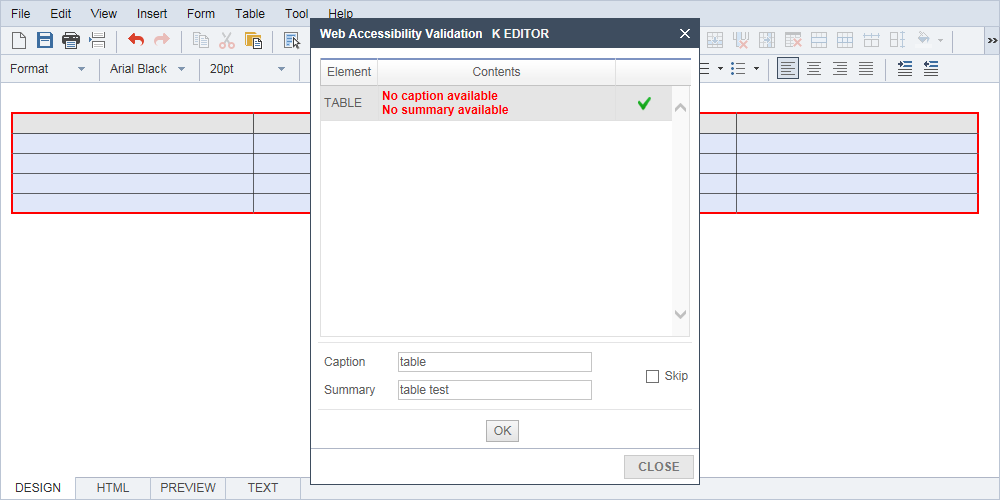 File Edit View Insert Form Table Tool Help
Web Accessibility Validation K EDITOR
Format Arial Black 20pt
Element Contents
TABLE No caption available
No summary available
Caption table
Skip
Summary table test
OK
CLOSE
DESIGN HTML PREVIEW TEXT